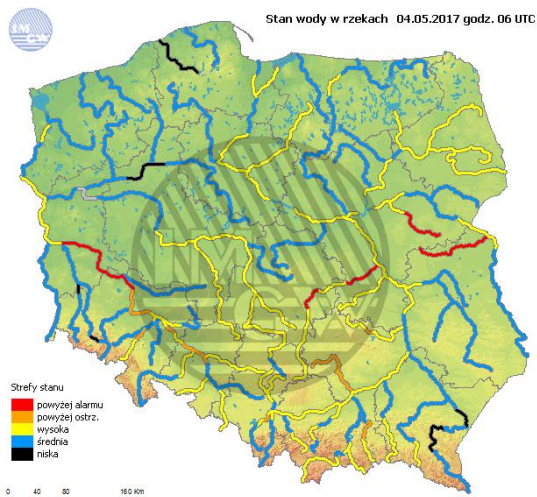 Stan wody w rzekach 04.05.2017 godz. 06 UTC
Strefy stanu
powyżej alarmu
powyżej ostrz.
wysoka
średnia
niska
0 40 80 160 Km